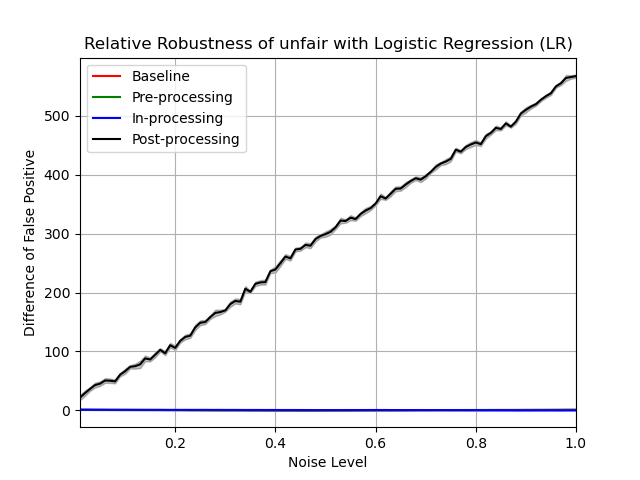 Relative Robustness of unfair with Logistic Regression (LR)
Baseline
Pre-processing
In-processing
Post-processing
Difference of False Positive
500
400
300
200
100
0
0.2
0.4
0.6
0.8
1.0
Noise Level